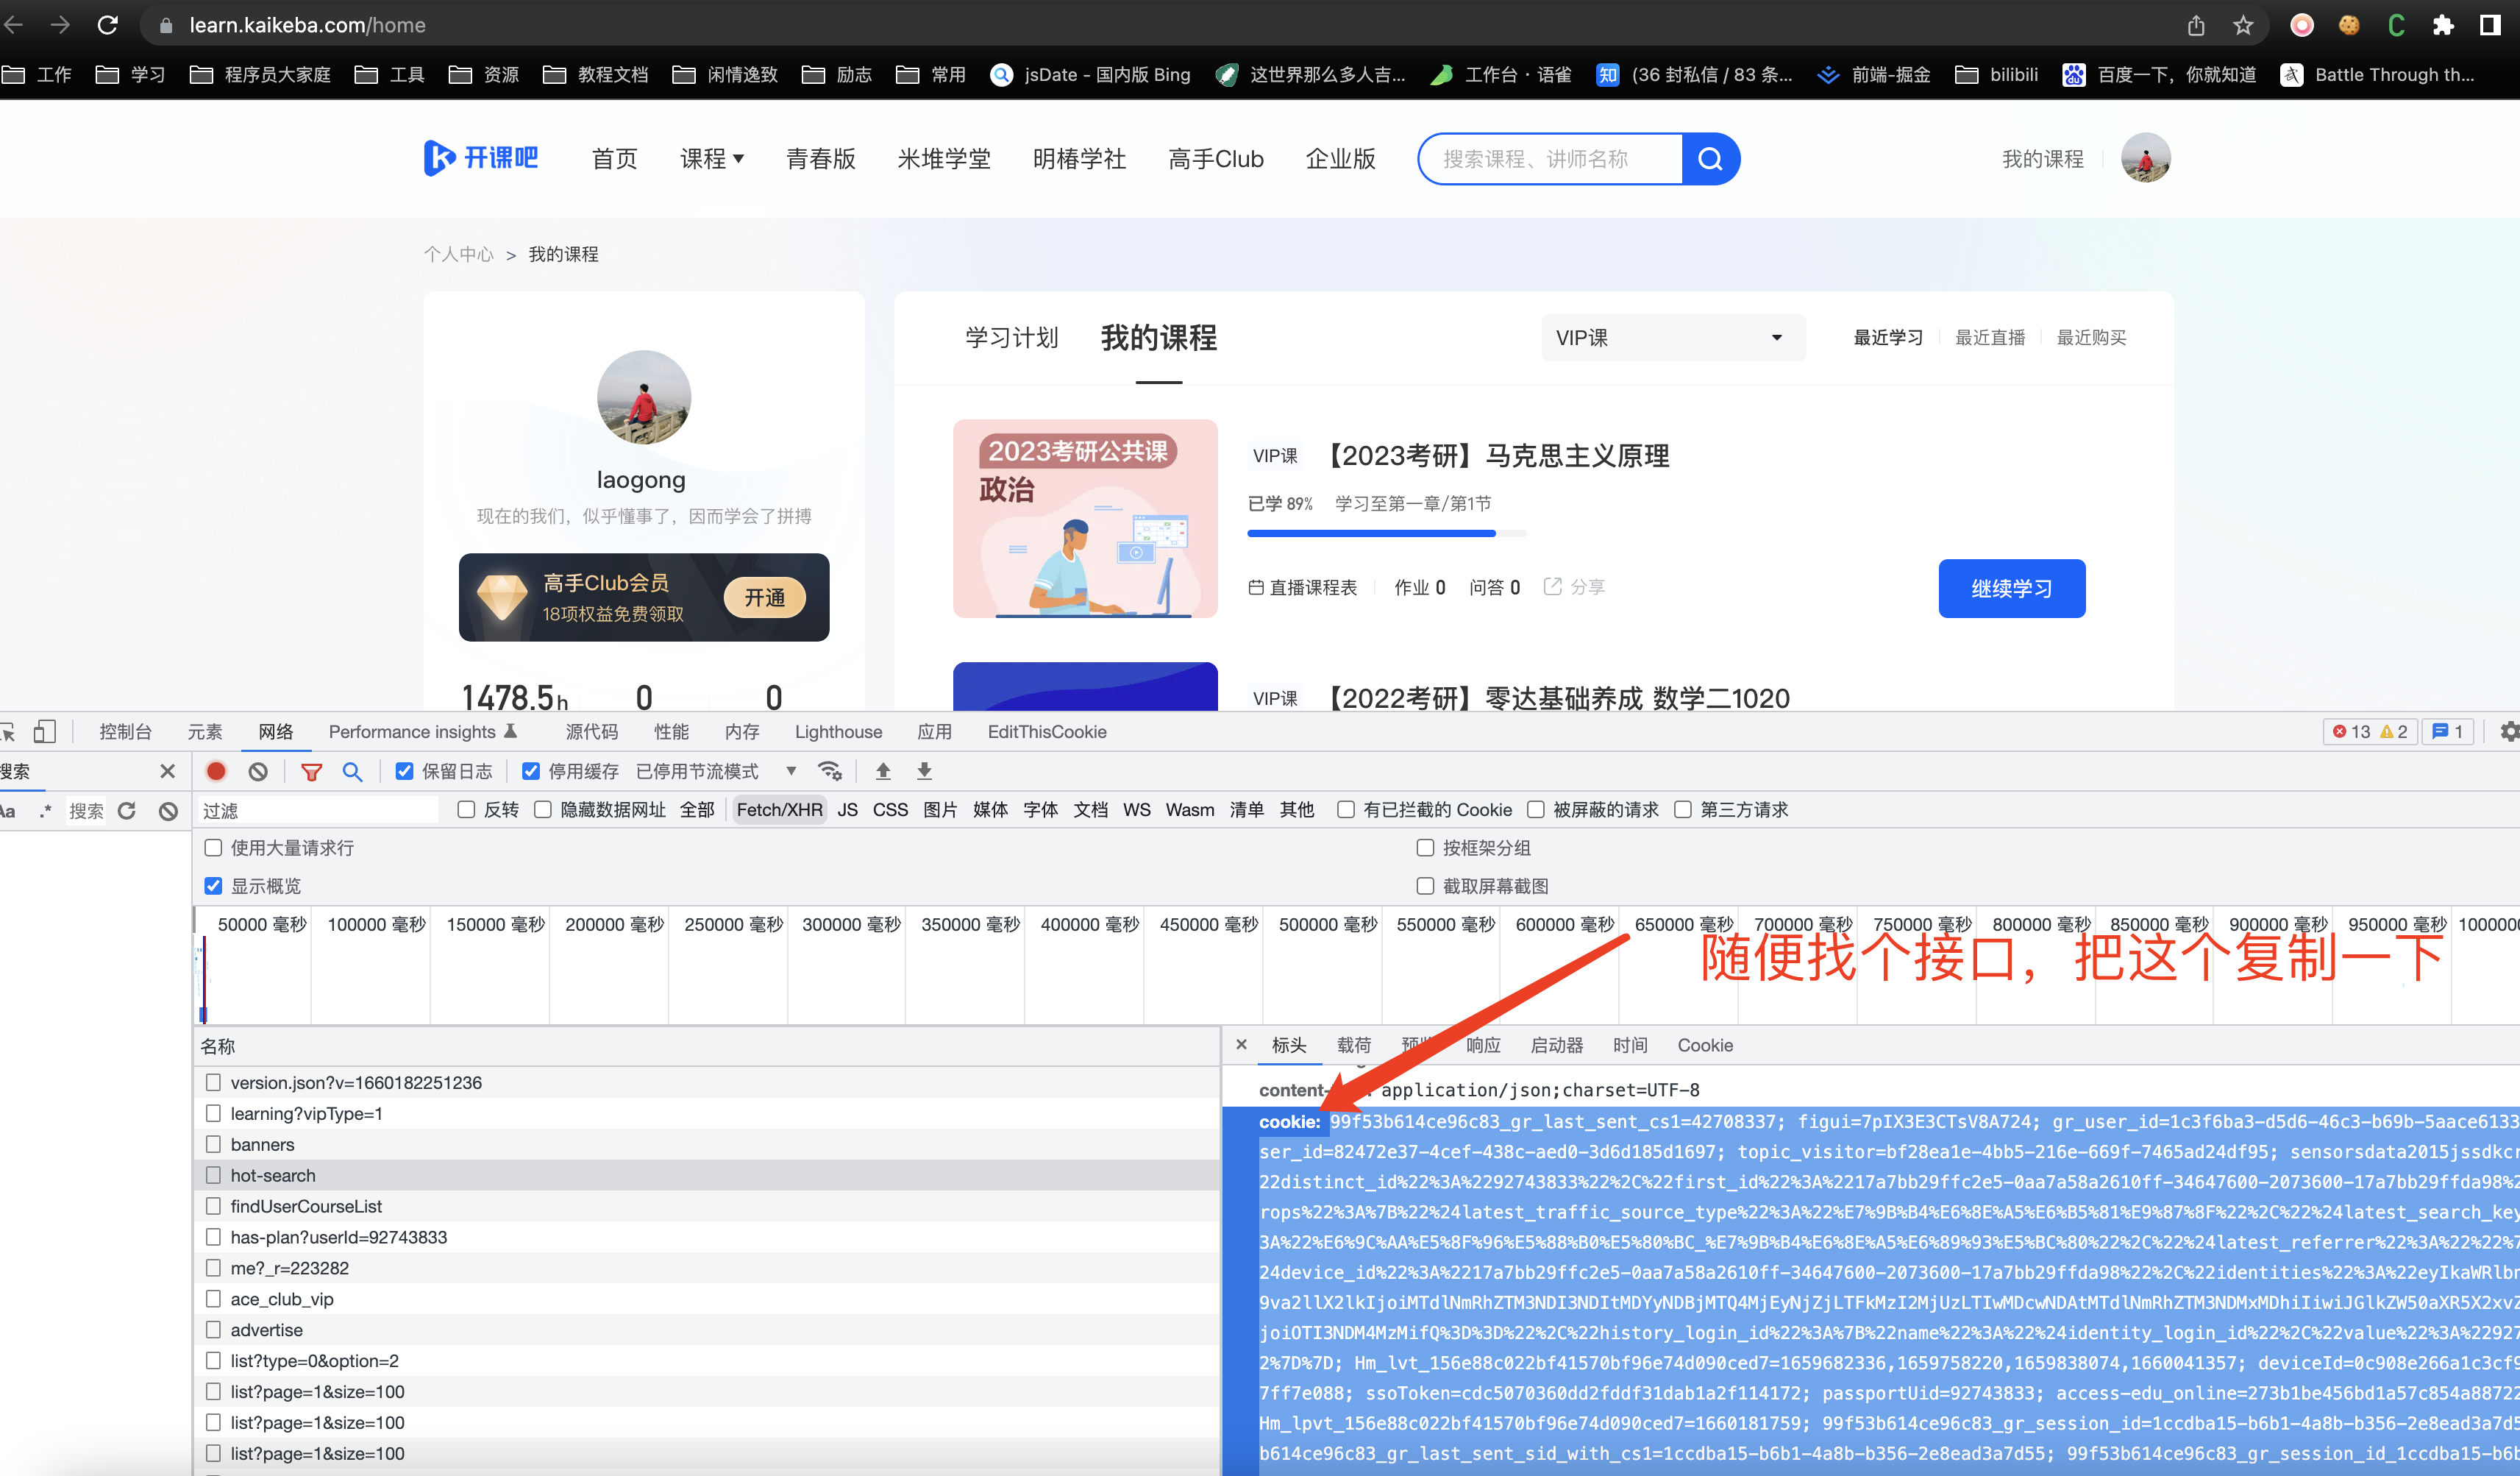 learn.kaikeba.com/home
工作 学习 程序员大家庭 工具 资源 教程文档 闲情逸致 励志 常用 jsDate - 国内版 Bing 这世界那么多人吉... 工作台 · 语雀 (36 封私信 / 83 条... 前端-掘金 bilibili 百度一下，你就知道 Battle Through th...
开课吧 首页 课程 青春版 米堆学堂 明椿学社 高手Club 企业版 搜索课程、讲师名称 我的课程
个人中心 > 我的课程
学习计划 我的课程 VIP课 最近学习 最近直播 最近购买
laogong
现在的我们，似乎懂事了，因而学会了拼搏
高手Club会员
18项权益免费领取
开通
1478.5h 0 0
2023考研公共课
政治
VIP课 【2023考研】马克思主义原理
已学 89% 学习至第一章/第1节
直播课程表 作业 0 问答 0 分享
继续学习
VIP课 【2022考研】零达基础养成 数学二1020
控制台 元素 网络 Performance insights 源代码 性能 内存 Lighthouse 应用 EditThisCookie 13 2 1
搜索 保留日志 停用缓存 已停用节流模式
Aa .* 搜索 过滤 反转 隐藏数据网址 全部 Fetch/XHR JS CSS 图片 媒体 字体 文档 WS Wasm 清单 其他 有已拦截的 Cookie 被屏蔽的请求 第三方请求
使用大量请求行 按框架分组
显示概览 截取屏幕截图
50000 毫秒 100000 毫秒 150000 毫秒 200000 毫秒 250000 毫秒 300000 毫秒 350000 毫秒 400000 毫秒 450000 毫秒 500000 毫秒 550000 毫秒 600000 毫秒 650000 毫秒 700000 毫秒 750000 毫秒 800000 毫秒 850000 毫秒 900000 毫秒 950000 毫秒
随便找个接口，把这个复制一下
名称
version.json?v=1660182251236
learning?vipType=1
banners
hot-search
findUserCourseList
has-plan?userId=92743833
me?_r=223282
ace_club_vip
advertise
list?type=0&option=2
list?page=1&size=100
list?page=1&size=100
list?page=1&size=100
标头 载荷 响应 启动器 时间 Cookie
content- application/json;charset=UTF-8
cookie: 99f53b614ce96c83_gr_last_sent_cs1=42708337; figui=7pIX3E3CTsV8A724; gr_user_id=1c3f6ba3-d5d6-46c3-b69b-5aace6133
ser_id=82472e37-4cef-438c-aed0-3d6d185d1697; topic_visitor=bf28ea1e-4bb5-216e-669f-7465ad24df95; sensorsdata2015jssdkcr
22distinct_id%22%3A%2292743833%22%2C%22first_id%22%3A%2217a7bb29ffc2e5-0aa7a58a2610ff-34647600-2073600-17a7bb29ffda98%2
rops%22%3A%7B%22%24latest_traffic_source_type%22%3A%22%E7%9B%B4%E6%8E%A5%E6%B5%81%E9%87%8F%22%2C%22%24latest_search_key
3A%22%E6%9C%AA%E5%8F%96%E5%88%B0%E5%80%BC_%E7%9B%B4%E6%8E%A5%E6%89%93%E5%BC%80%22%2C%22%24latest_referrer%22%3A%22%22%7
24device_id%22%3A%2217a7bb29ffc2e5-0aa7a58a2610ff-34647600-2073600-17a7bb29ffda98%22%2C%22identities%22%3A%22eyIkaWRlbn
9va2llX2lkIjoiMTdlNmRhZTM3NDI3NDItMDYyNDBjMTQ4MjEyNjZjLTFkMzI2MjUzLTIwMDcwNDAtMTdlNmRhZTM3NDMxMDhiIiwiJGlkZW50aXR5X2xvZ
joiOTI3NDM4MzMifQ%3D%3D%22%2C%22history_login_id%22%3A%7B%22name%22%3A%22%24identity_login_id%22%2C%22value%22%3A%22927
2%7D%7D; Hm_lvt_156e88c022bf41570bf96e74d090ced7=1659682336,1659758220,1659838074,1660041357; deviceId=0c908e266a1c3cf9
7ff7e088; ssoToken=cdc5070360dd2fddf31dab1a2f114172; passportUid=92743833; access-edu_online=273b1be456bd1a57c854a88722
Hm_lpvt_156e88c022bf41570bf96e74d090ced7=1660181759; 99f53b614ce96c83_gr_session_id=1ccdba15-b6b1-4a8b-b356-2e8ead3a7d5
b614ce96c83_gr_last_sent_sid_with_cs1=1ccdba15-b6b1-4a8b-b356-2e8ead3a7d55; 99f53b614ce96c83_gr_session_id_1ccdba15-b6b